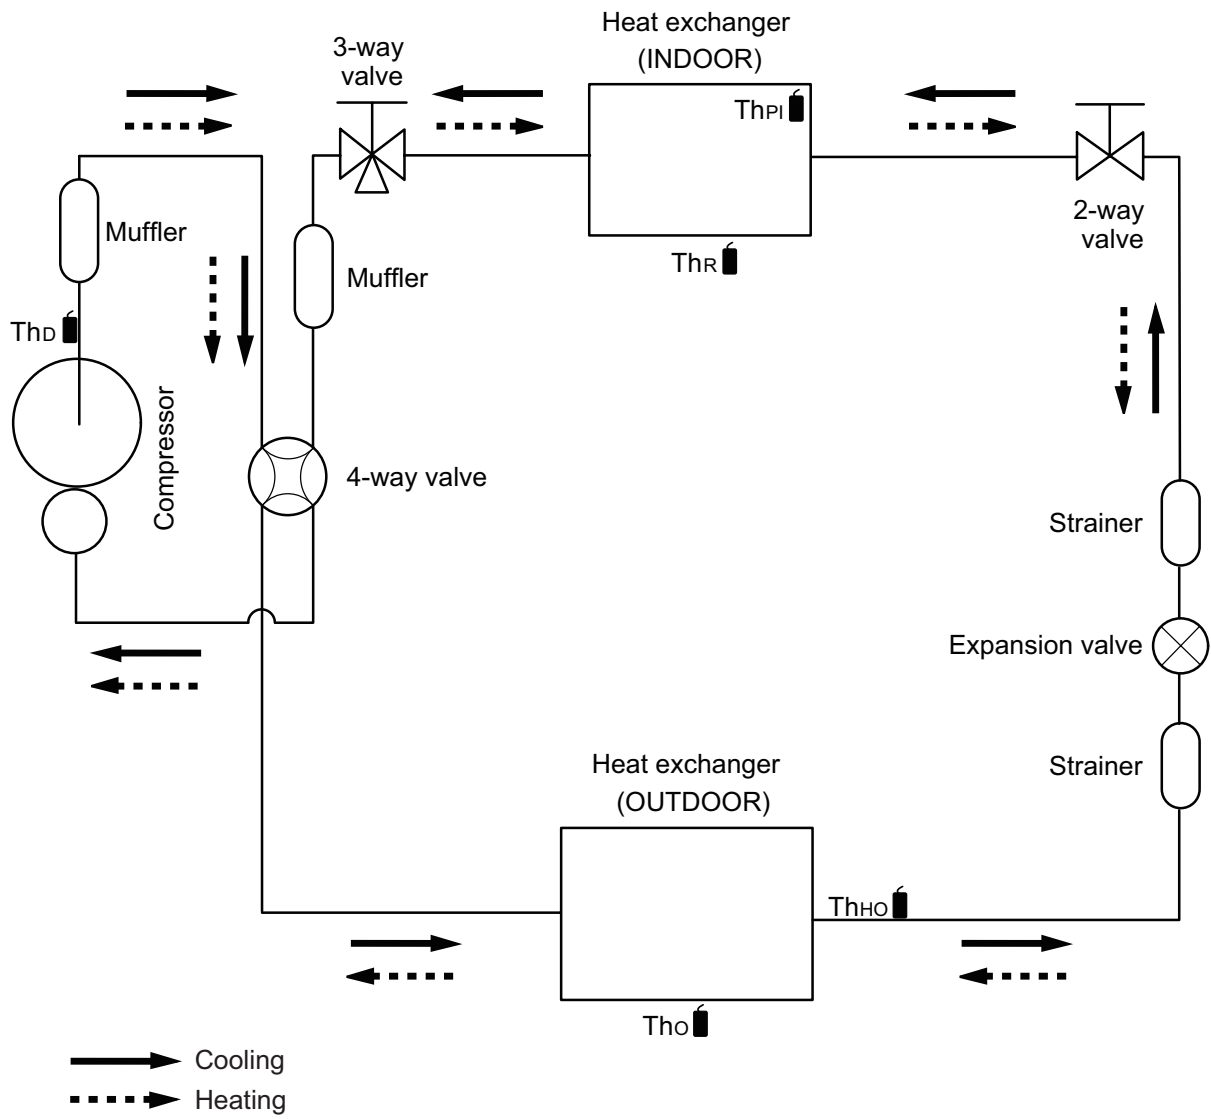 Heat exchanger
(INDOOR)
3-way
valve
ThPI
Muffler
2-way
valve
ThR
Muffler
ThD
Compressor
4-way valve
Strainer
Expansion valve
Heat exchanger
(OUTDOOR)
Strainer
ThHO
ThO
Cooling
Heating